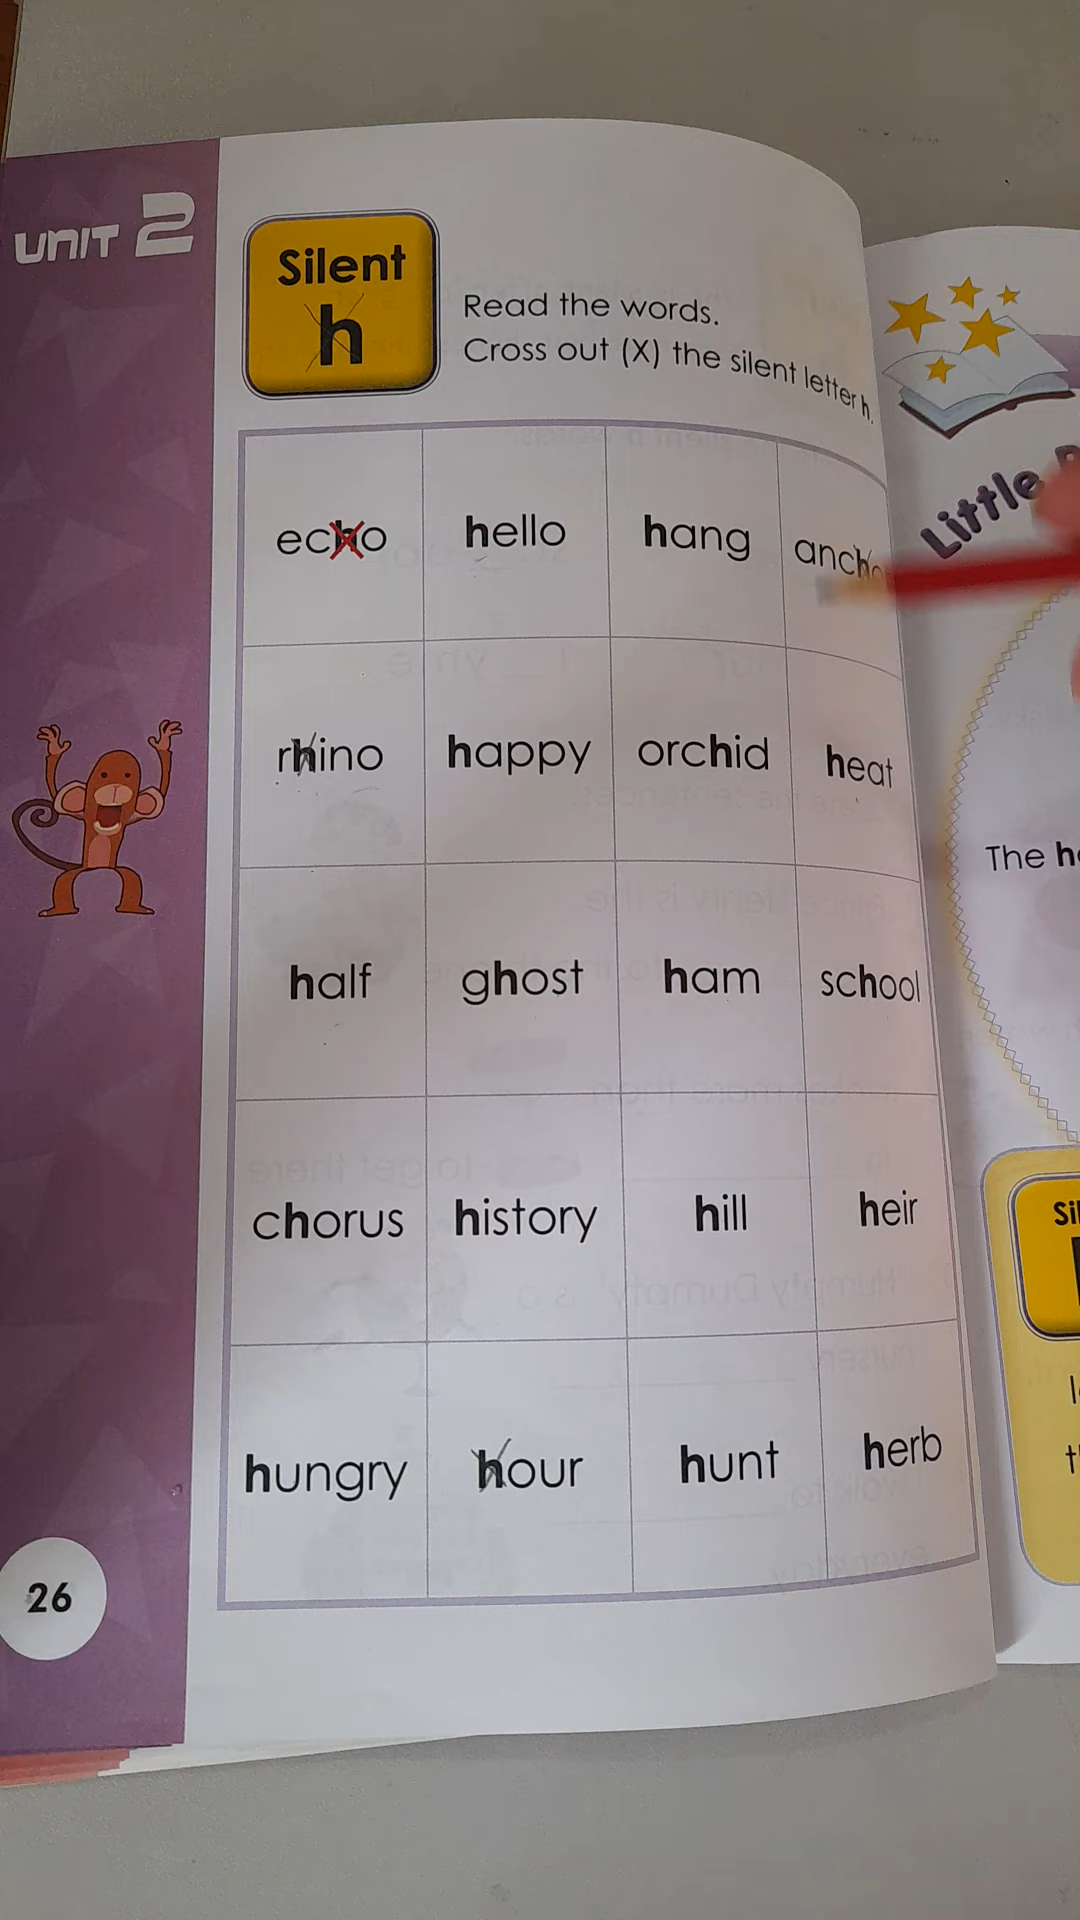 UNIT 2
Silent
h
Read the words.
Cross out (X) the silent letter h.
echo hello hang
rhino happy orchid heat
half ghost ham school
chorus history hill heir
hungry hour hunt herb
26
Little
The